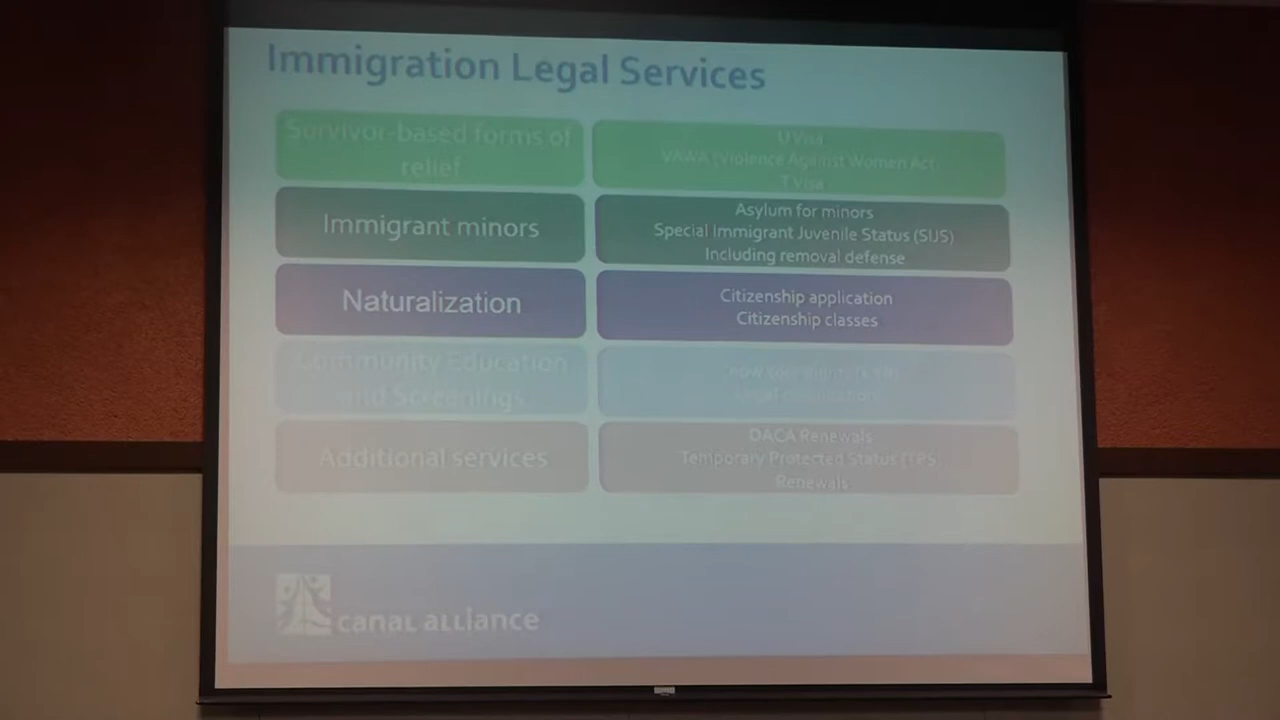 Immigration Legal Services
Survivor-based forms of
relief
U Visa
VAWA (Violence Against Women Act)
T Visa
Immigrant minors
Asylum for minors
Special Immigrant Juvenile Status (SIJS)
Including removal defense
Naturalization
Citizenship application
Citizenship classes
Community Education
and Screenings
Additional services
DACA Renewals
Temporary Protected Status (TPS
Renewals
canal alliance